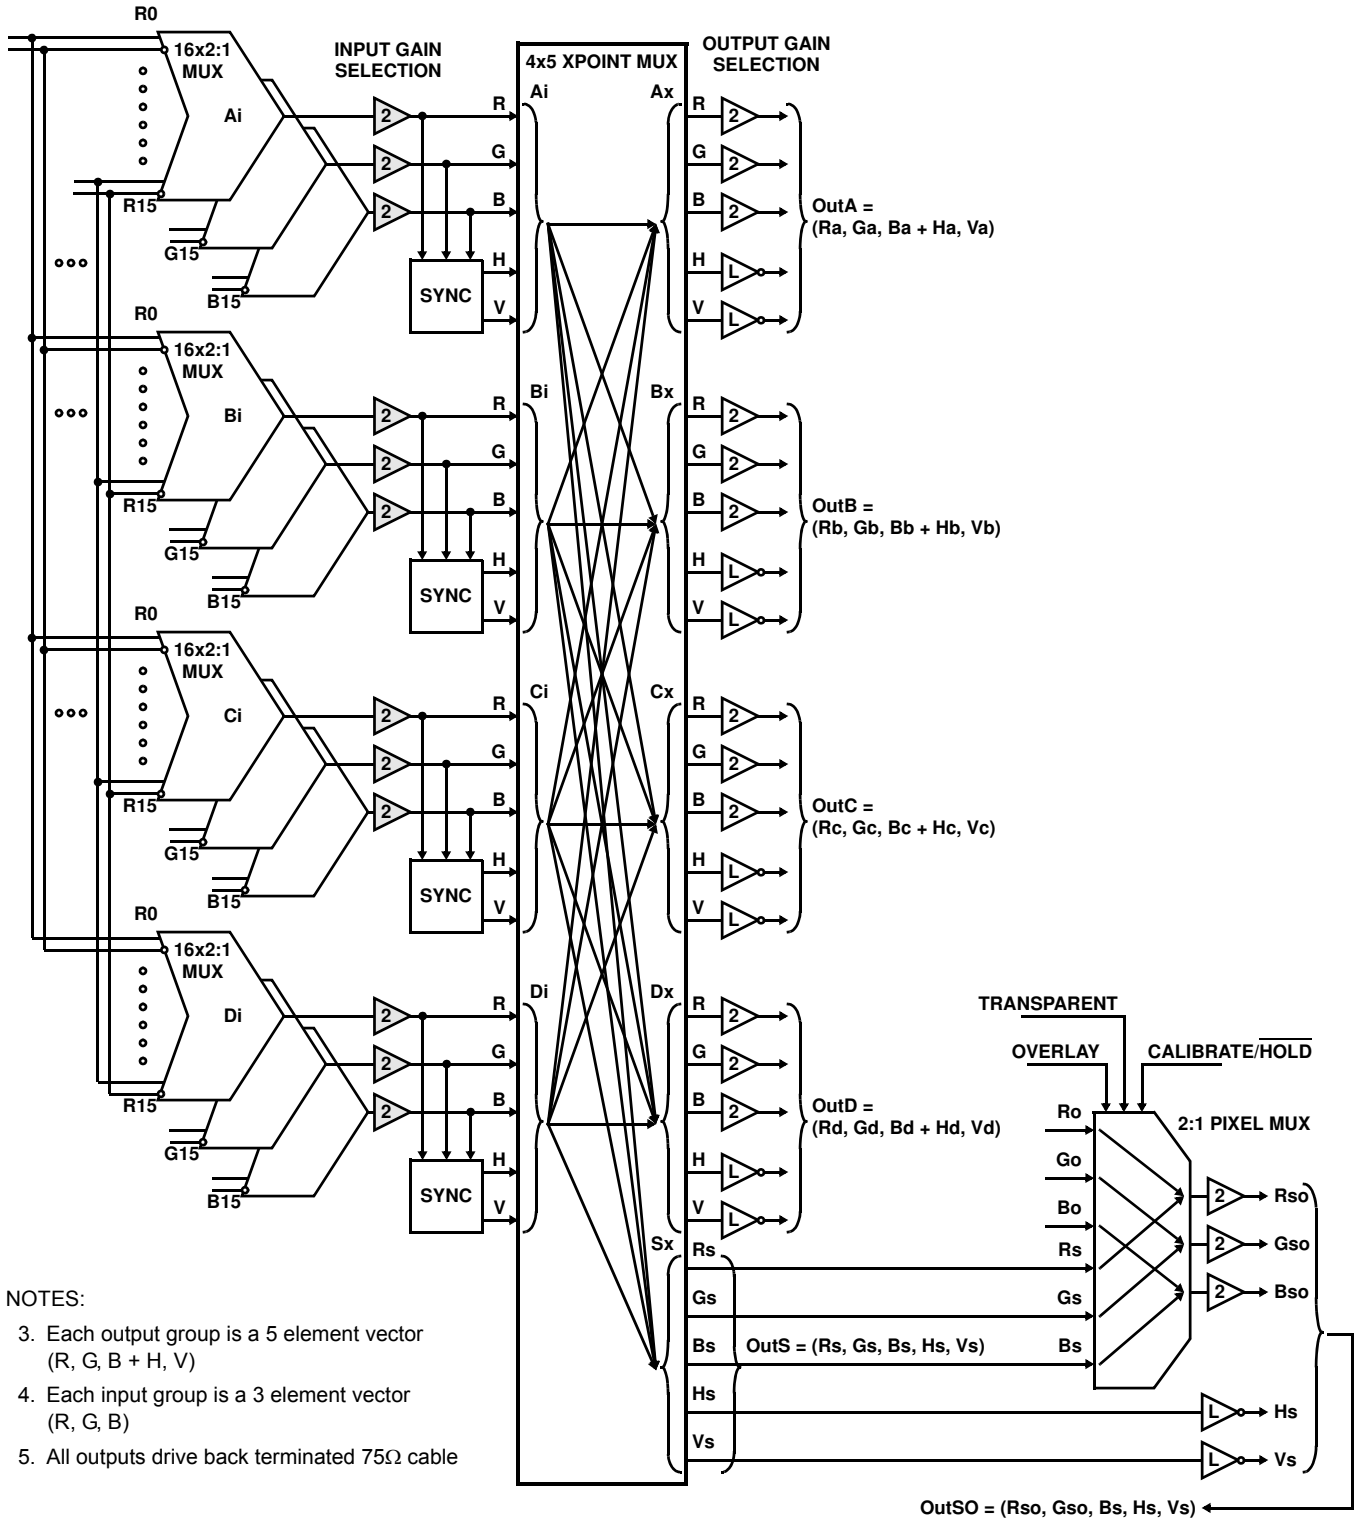 R0
16x2:1
MUX
Ai
R15
G15
B15
INPUT GAIN
SELECTION
2
2
2
SYNC
R
G
B
H
V
4x5 XPOINT MUX
Ai
Ax
OUTPUT GAIN
SELECTION
R
2
G
2
B
2
H
L
V
L
OutA =
(Ra, Ga, Ba + Ha, Va)
R0
16x2:1
MUX
Bi
R15
G15
B15
2
2
2
SYNC
R
G
B
H
V
Bi
Bx
R
2
G
2
B
2
H
L
V
L
OutB =
(Rb, Gb, Bb + Hb, Vb)
R0
16x2:1
MUX
Ci
R15
G15
B15
2
2
2
SYNC
R
G
B
H
V
Ci
Cx
R
2
G
2
B
2
H
L
V
L
OutC =
(Rc, Gc, Bc + Hc, Vc)
R0
16x2:1
MUX
Di
R15
G15
B15
2
2
2
SYNC
R
G
B
H
V
Di
Dx
R
2
G
2
B
2
H
L
V
L
OutD =
(Rd, Gd, Bd + Hd, Vd)
Sx
Rs
Gs
Bs
Hs
Vs
OutS = (Rs, Gs, Bs, Hs, Vs)
TRANSPARENT
OVERLAY
CALIBRATE/HOLD
2:1 PIXEL MUX
Ro
Go
Bo
Rs
Gs
Bs
2
Rso
2
Gso
2
Bso
L
Hs
L
Vs
OutSO = (Rso, Gso, Bs, Hs, Vs)
NOTES:
3. Each output group is a 5 element vector
(R, G, B + H, V)
4. Each input group is a 3 element vector
(R, G, B)
5. All outputs drive back terminated 75Ω cable